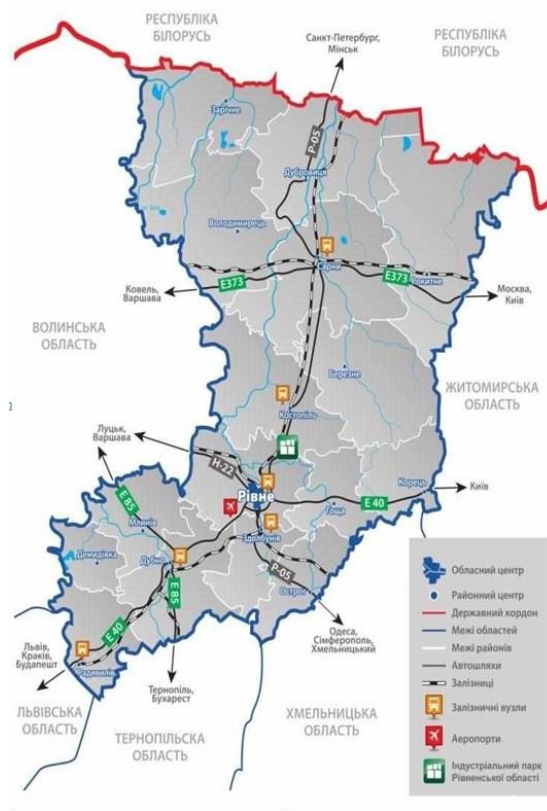 РЕСПУБЛІКА
БІЛОРУСЬ
Санкт-Петербург,
Мінськ
РЕСПУБЛІКА
БІЛОРУСЬ
Зарічне
Р-05
Дубровиця
Володимирець
Сарни
E373
E373
Рокитне
Ковель,
Варшава
Москва,
Київ
ВОЛИНСЬКА
ОБЛАСТЬ
Березне
ЖИТОМИРСЬКА
ОБЛАСТЬ
Костопіль
Луцьк,
Варшава
Н-22
Рівне
Корець
Київ
E 85
E 40
Гоща
Млинів
Здолбунів
Демидівка
Дубно
Р-05
Острог
E 85
E 40
Львів,
Краків,
Будапешт
Радивилів
Одеса,
Сімферополь,
Хмельницький
Тернопіль,
Бухарест
ЛЬВІВСЬКА
ОБЛАСТЬ
ТЕРНОПІЛЬСКА
ОБЛАСТЬ
ХМЕЛЬНИЦЬКА
ОБЛАСТЬ
Обласний центр
Районний центр
Державний кордон
Межі областей
Межі районів
Автошляхи
Залізниці
Залізничні вузли
Аеропорти
Індустріальний парк
Рівненської області